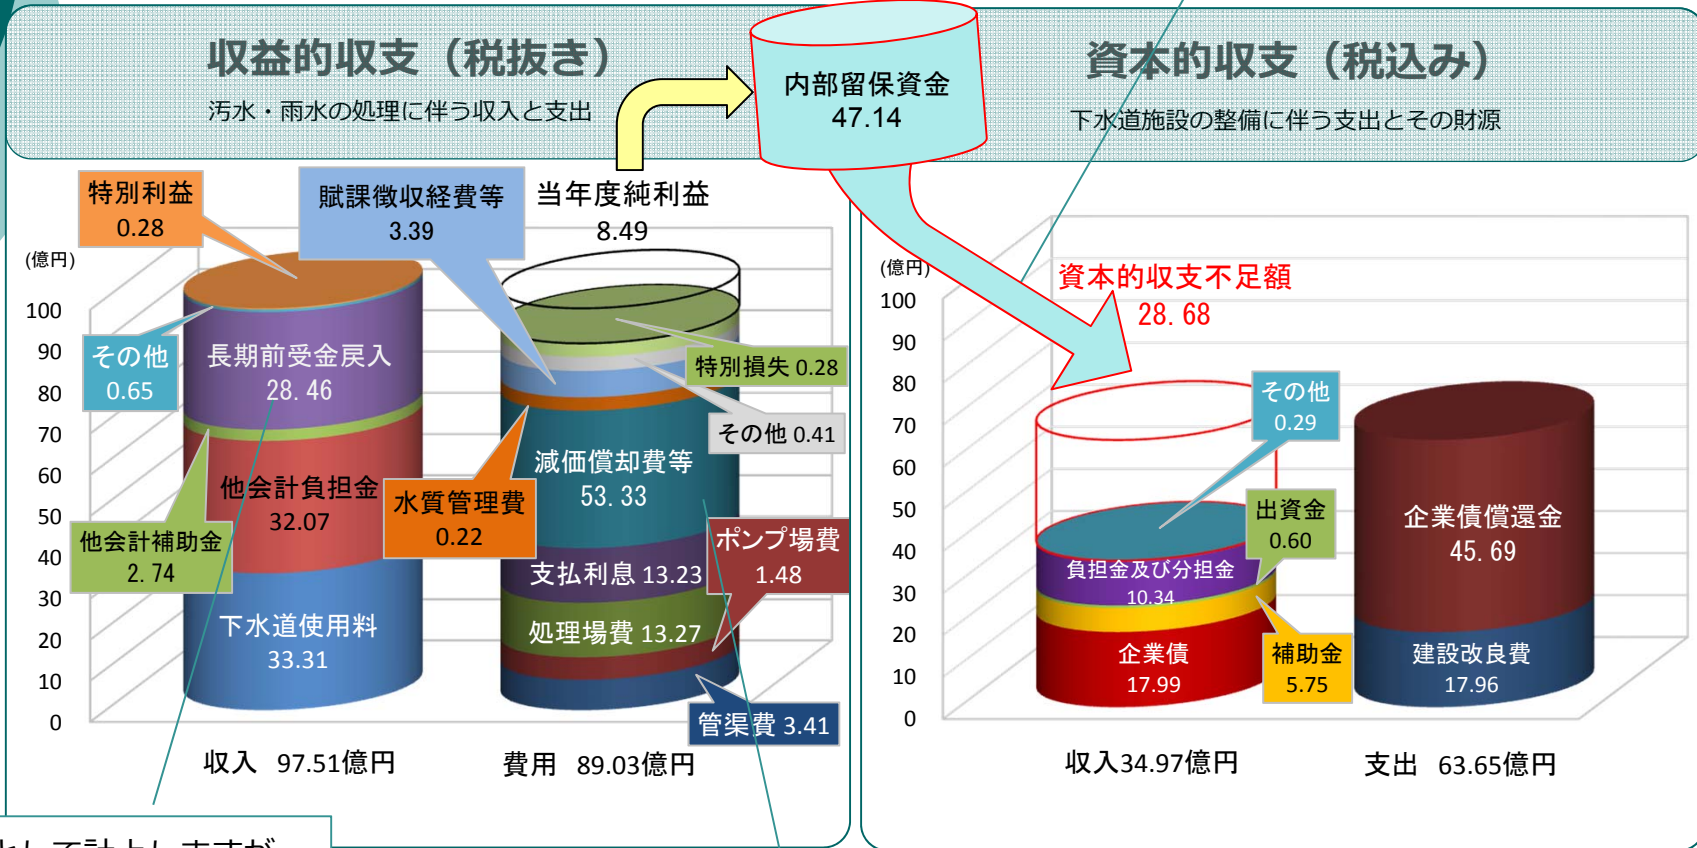 収益的収支（税抜き）
汚水・雨水の処理に伴う収入と支出
内部留保資金
47.14
資本的収支（税込み）
下水道施設の整備に伴う支出とその財源
特別利益
0.28
賦課徴収経費等
3.39
当年度純利益
8.49
(億円)
100
90
80
70
60
50
40
30
20
10
0
その他
0.65
長期前受金戻入
28.46
他会計負担金
32.07
他会計補助金
2.74
下水道使用料
33.31
特別損失 0.28
その他 0.41
減価償却費等
53.33
水質管理費
0.22
ポンプ場費
1.48
支払利息 13.23
処理場費 13.27
管渠費 3.41
収入 97.51億円
費用 89.03億円
(億円)
100
90
80
70
60
50
40
30
20
10
0
資本的収支不足額
28.68
その他
0.29
出資金
0.60
負担金及び分担金
10.34
企業債
17.99
補助金
5.75
企業債償還金
45.69
建設改良費
17.96
収入34.97億円
支出 63.65億円